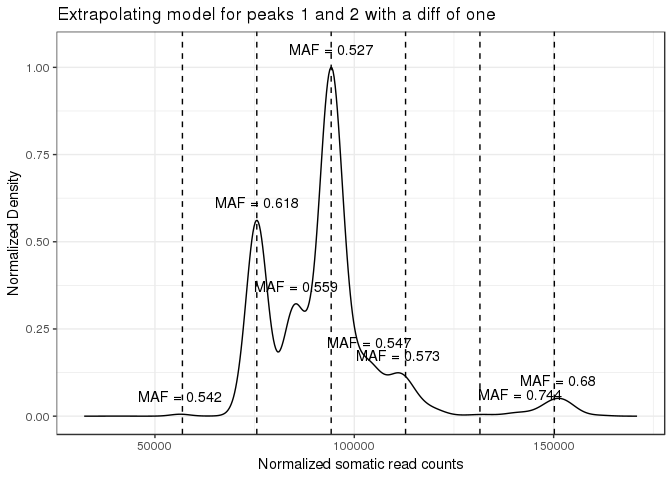 Extrapolating model for peaks 1 and 2 with a diff of one
MAF = 0.527
1.00
0.75
MAF = 0.618
0.50
MAF = 0.559
0.25
MAF = 0.547
MAF = 0.573
MAF = 0.68
MAF = 0.744
MAF = 0.542
0.00
Normalized Density
50000
100000
150000
Normalized somatic read counts